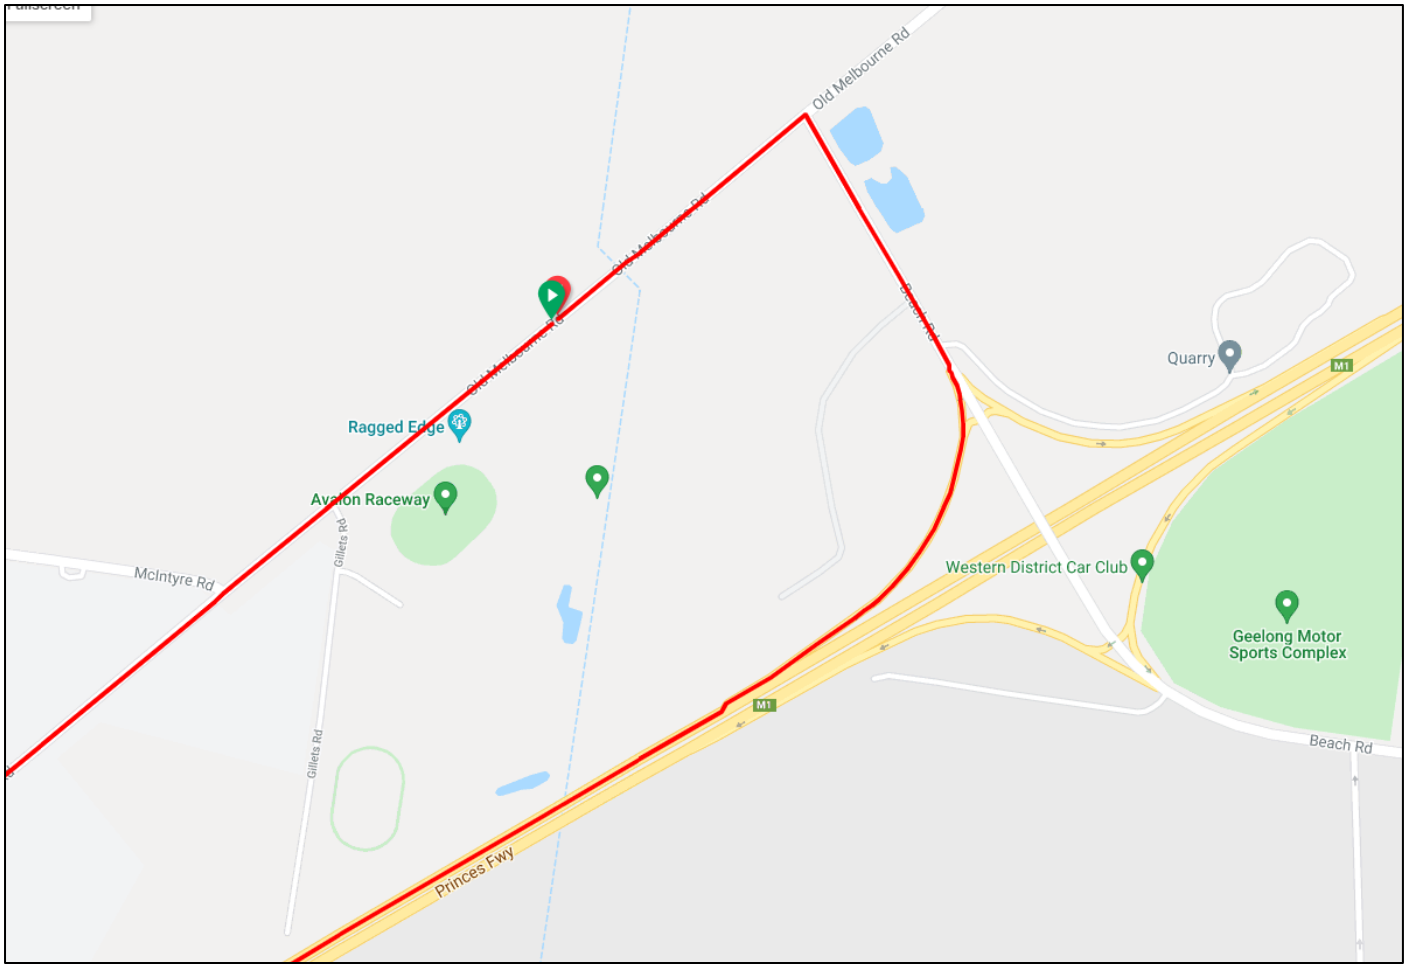 Fullscreen
Old Melbourne Rd
Old Melbourne Rd
Beach Rd
Old Melbourne Rd
Quarry
M1
Ragged Edge
Avalon Raceway
Gillets Rd
McIntyre Rd
Western District Car Club
Geelong Motor
Sports Complex
M1
Gillets Rd
Beach Rd
Princes Fwy